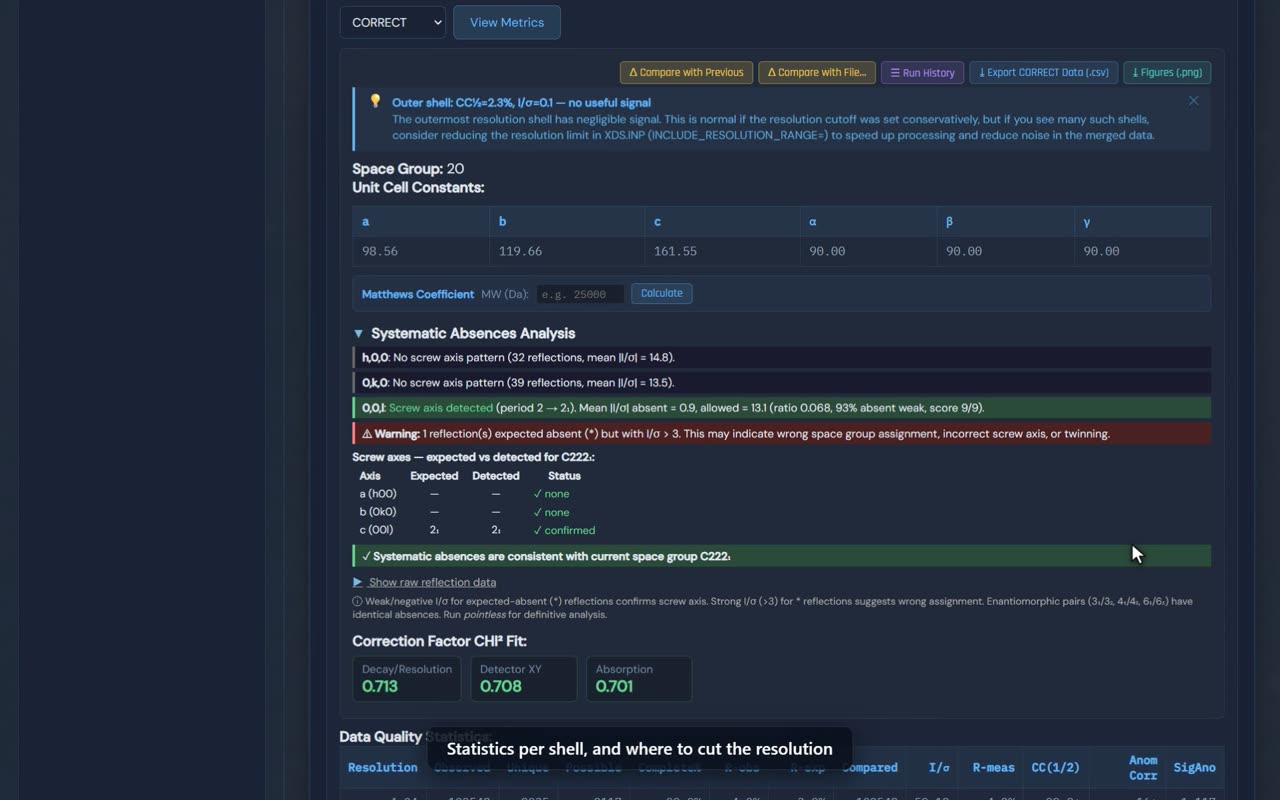 CORRECT
View Metrics
Δ Compare with Previous
Δ Compare with File...
☰ Run History
⤓ Export CORRECT Data (.csv)
⤓ Figures (.png)
💡 Outer shell: CC½=2.3%, I/σ=0.1 — no useful signal
The outermost resolution shell has negligible signal. This is normal if the resolution cutoff was set conservatively, but if you see many such shells,
consider reducing the resolution limit in XDS.INP (INCLUDE_RESOLUTION_RANGE=) to speed up processing and reduce noise in the merged data.
Space Group: 20
Unit Cell Constants:
a b c α β γ
98.56 119.66 161.55 90.00 90.00 90.00
Matthews Coefficient MW (Da): e.g. 25000 Calculate
▼ Systematic Absences Analysis
h,0,0: No screw axis pattern (32 reflections, mean |I/σ| = 14.8).
0,k,0: No screw axis pattern (39 reflections, mean |I/σ| = 13.5).
0,0,l: Screw axis detected (period 2 → 2₁). Mean |I/σ| absent = 0.9, allowed = 13.1 (ratio 0.068, 93% absent weak, score 9/9).
⚠ Warning: 1 reflection(s) expected absent (*) but with I/σ > 3. This may indicate wrong space group assignment, incorrect screw axis, or twinning.
Screw axes — expected vs detected for C222₁:
Axis Expected Detected Status
a (h00) — — ✓ none
b (0k0) — — ✓ none
c (00l) 2₁ 2₁ ✓ confirmed
✓ Systematic absences are consistent with current space group C222₁
▶ Show raw reflection data
ⓘ Weak/negative I/σ for expected-absent (*) reflections confirms screw axis. Strong I/σ (>3) for * reflections suggests wrong assignment. Enantiomorphic pairs (3₁/3₂, 4₁/4₃, 6₁/6₅) have
identical absences. Run pointless for definitive analysis.
Correction Factor CHI² Fit:
Decay/Resolution Detector XY Absorption
0.713 0.708 0.701
Data Quality Statistics:
Statistics per shell, and where to cut the resolution
Resolution Observed Unique Possible Complete% R-obs R-exp Compared I/σ R-meas CC(1/2) Anom Corr SigAno